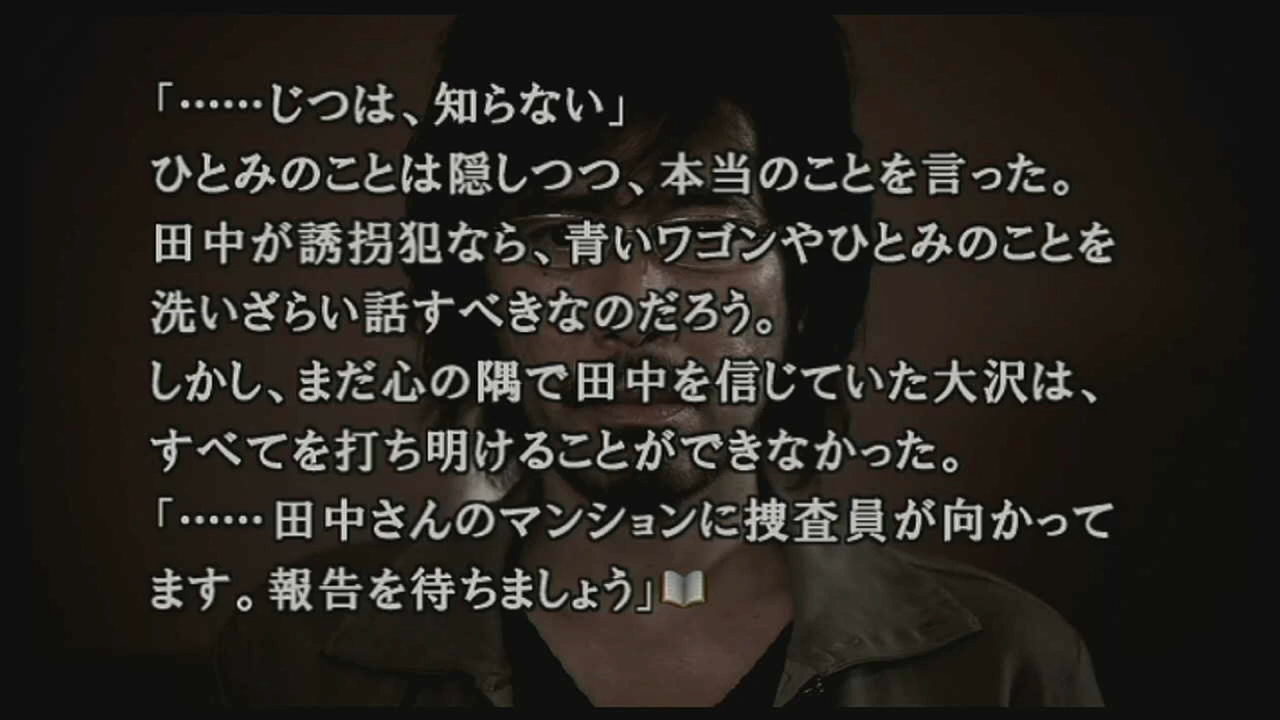 「……じつは、知らない」
ひとみのことは隠しつつ、本当のことを言った。
田中が誘拐犯なら、青いワゴンやひとみのことを
洗いざらい話すべきなのだろう。
しかし、まだ心の隅で田中を信じていた大沢は、
すべてを打ち明けることができなかった。
「……田中さんのマンションに捜査員が向かって
ます。報告を待ちましょう」